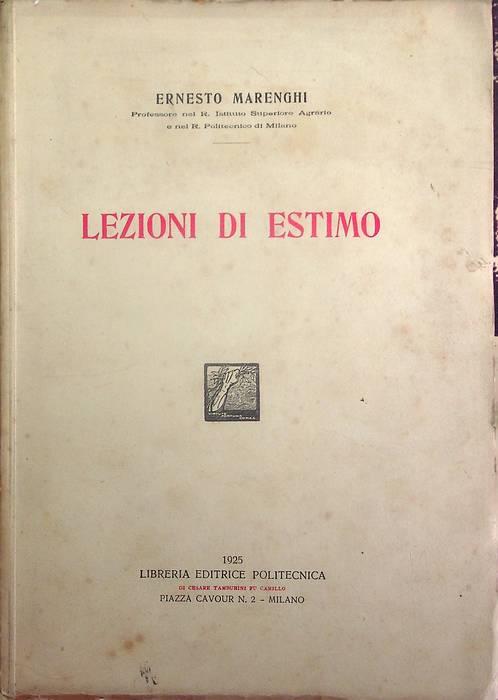 ERNESTO MARENGHI
Professore nel R. Istituto Superiore Agrario
e nel R. Politecnico di Milano
LEZIONI DI ESTIMO
1925
LIBRERIA EDITRICE POLITECNICA
DI CESARE TAMBURINI FU CAMILLO
PIAZZA CAVOUR N. 2 - MILANO